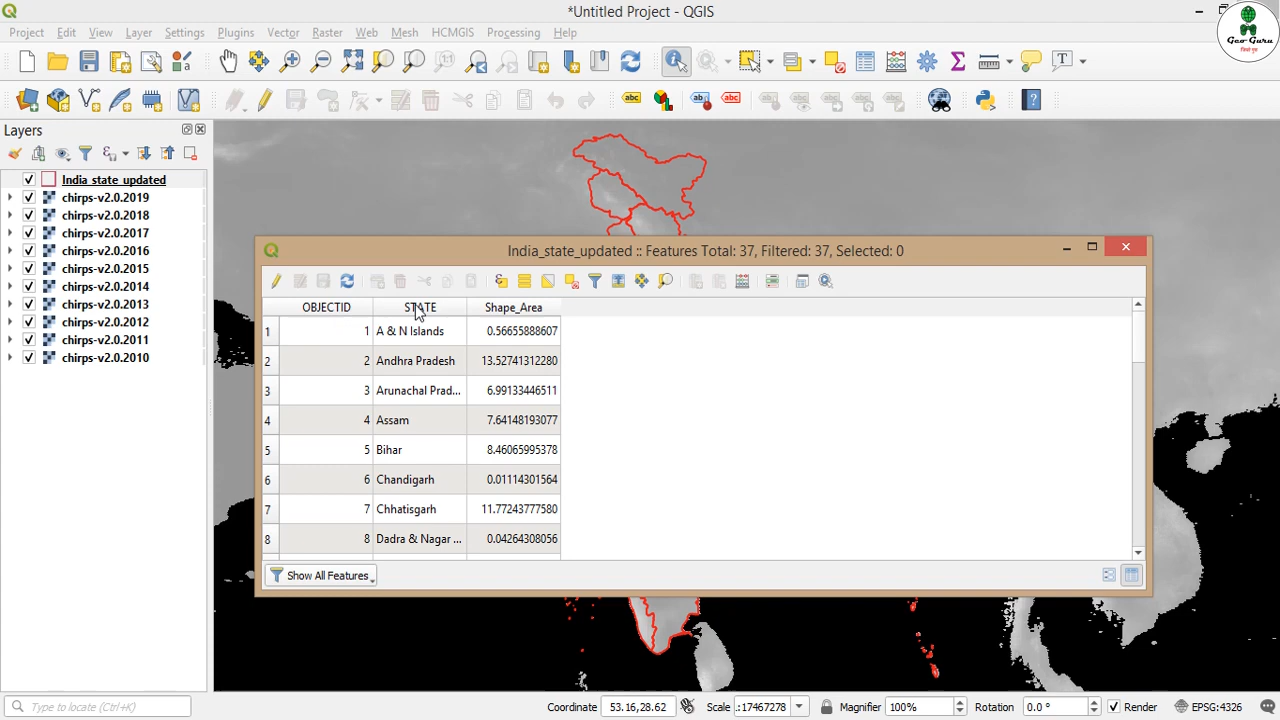 *Untitled Project - QGIS
Geo Guru
Project Edit View Layer Settings Plugins Vector Raster Web Mesh HCMGIS Processing Help
Layers
India_state_updated
chirps-v2.0.2019
chirps-v2.0.2018
chirps-v2.0.2017
chirps-v2.0.2016
chirps-v2.0.2015
chirps-v2.0.2014
chirps-v2.0.2013
chirps-v2.0.2012
chirps-v2.0.2011
chirps-v2.0.2010
India_state_updated :: Features Total: 37, Filtered: 37, Selected: 0
OBJECTID STATE Shape_Area
1 1 A & N Islands 0.56655888607
2 2 Andhra Pradesh 13.52741312280
3 3 Arunachal Prad... 6.99133446511
4 4 Assam 7.64148193077
5 5 Bihar 8.46065995378
6 6 Chandigarh 0.01114301564
7 7 Chhatisgarh 11.77243777580
8 8 Dadra & Nagar ... 0.04264308056
Show All Features
Type to locate (Ctrl+K) Coordinate 53.16,28.62 Scale :17467278 Magnifier 100% Rotation 0.0 ° Render EPSG:4326